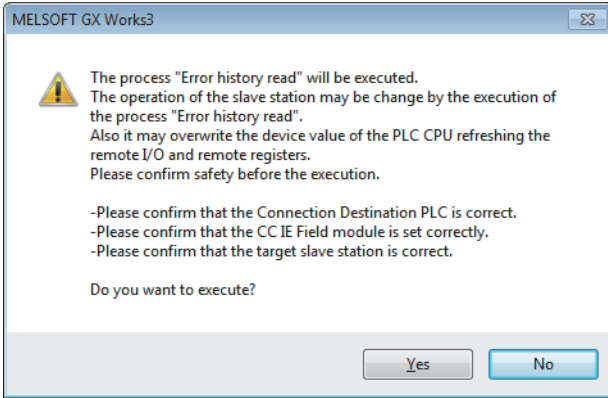 MELSOFT GX Works3
The process "Error history read" will be executed.
The operation of the slave station may be change by the execution of
the process "Error history read".
Also it may overwrite the device value of the PLC CPU refreshing the
remote I/O and remote registers.
Please confirm safety before the execution.
-Please confirm that the Connection Destination PLC is correct.
-Please confirm that the CC IE Field module is set correctly.
-Please confirm that the target slave station is correct.
Do you want to execute?
Yes
No